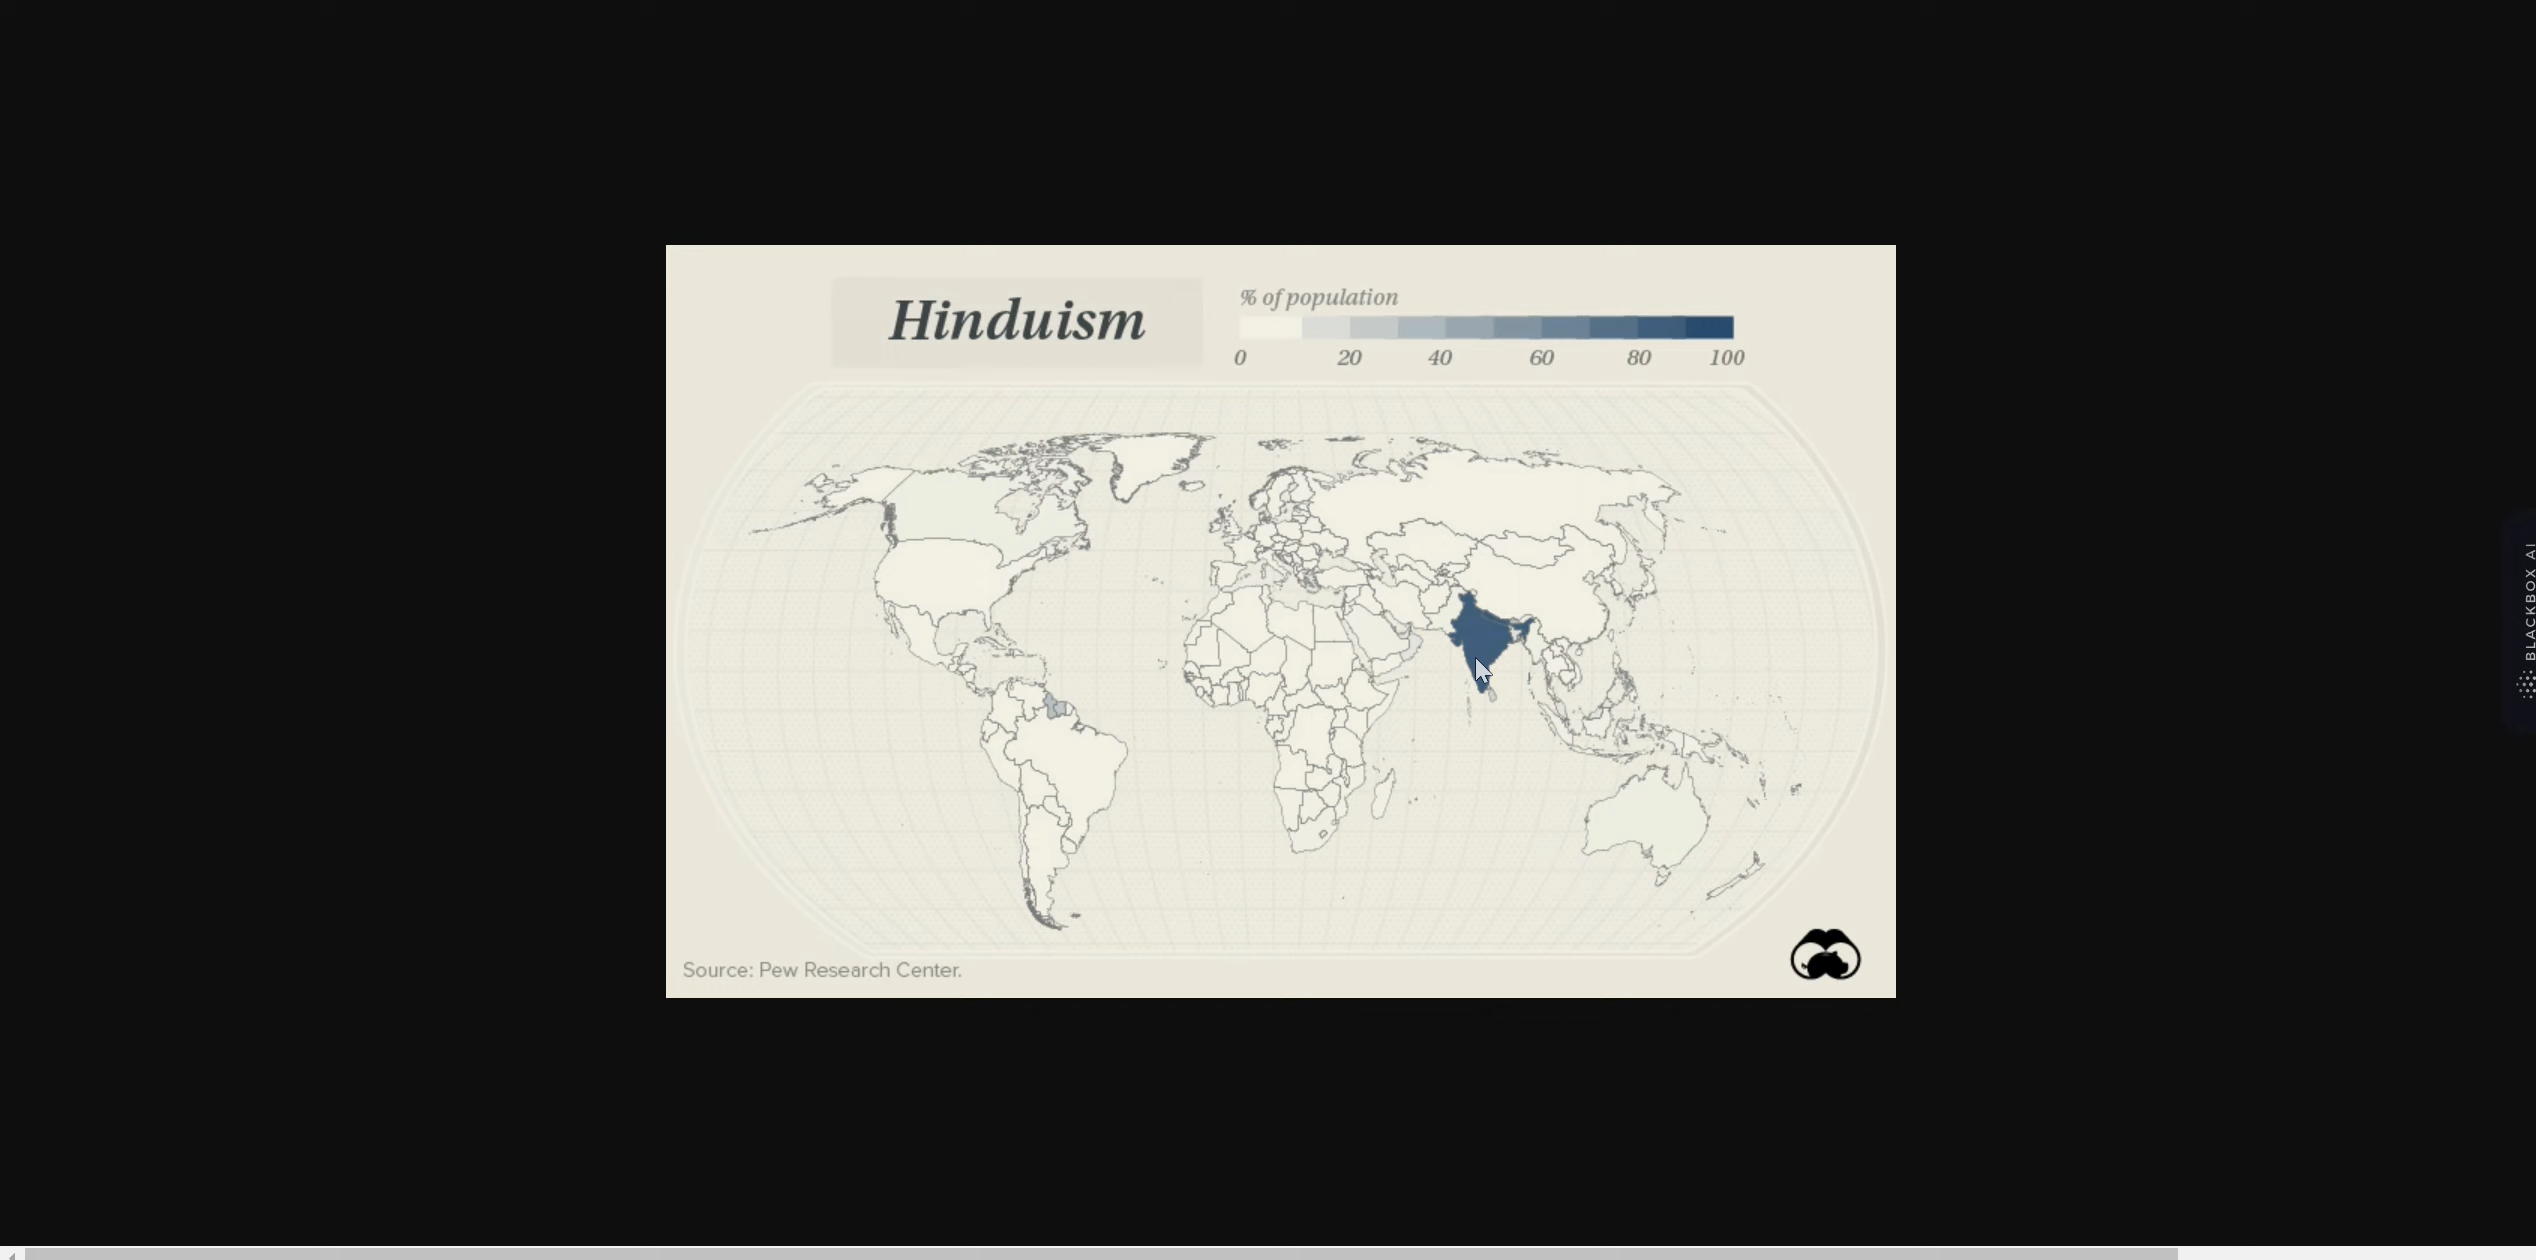 Hinduism
% of population
0 20 40 60 80 100
Source: Pew Research Center.
BLACKBOX AI